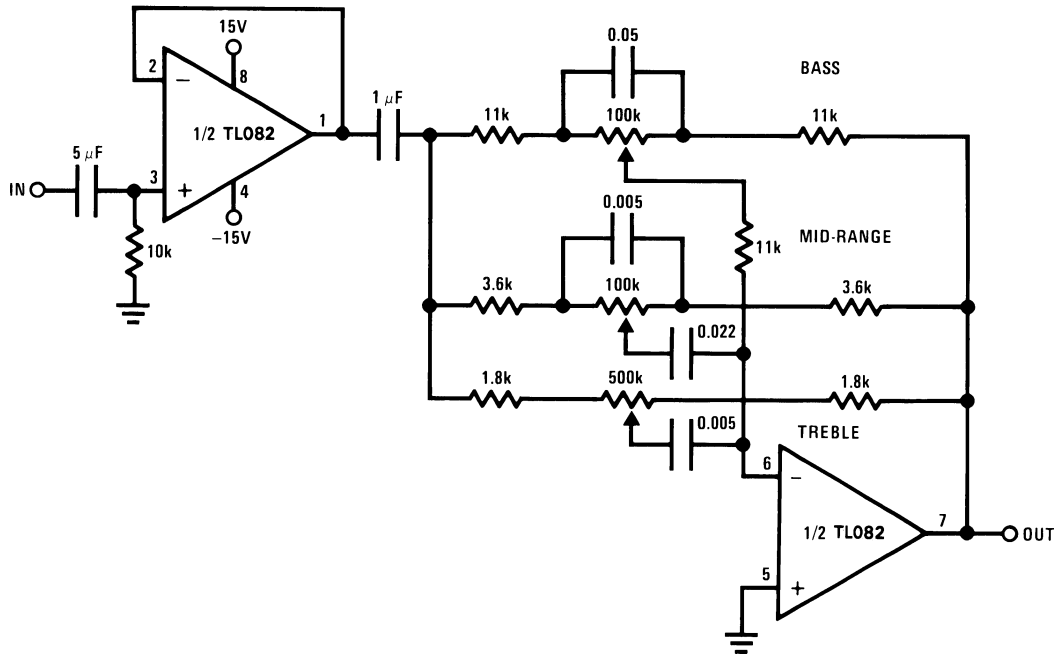 15V
0.05
BASS
2
−
8
1/2 TL082
1
1 μF
11k
100k
11k
5 μF
IN
3
+
4
−15V
10k
0.005
11k
MID-RANGE
3.6k
100k
3.6k
0.022
1.8k
500k
1.8k
0.005
TREBLE
6
−
1/2 TL082
7
OUT
5
+